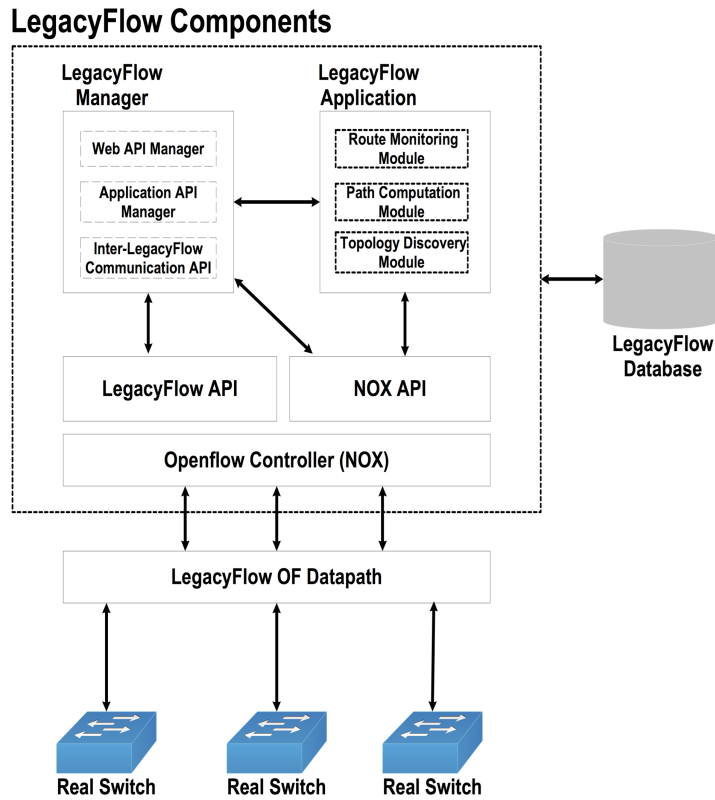 LegacyFlow Components
LegacyFlow
Manager
LegacyFlow
Application
Web API Manager
Application API
Manager
Inter-LegacyFlow
Communication API
Route Monitoring
Module
Path Computation
Module
Topology Discovery
Module
LegacyFlow
Database
LegacyFlow API
NOX API
Openflow Controller (NOX)
LegacyFlow OF Datapath
Real Switch
Real Switch
Real Switch